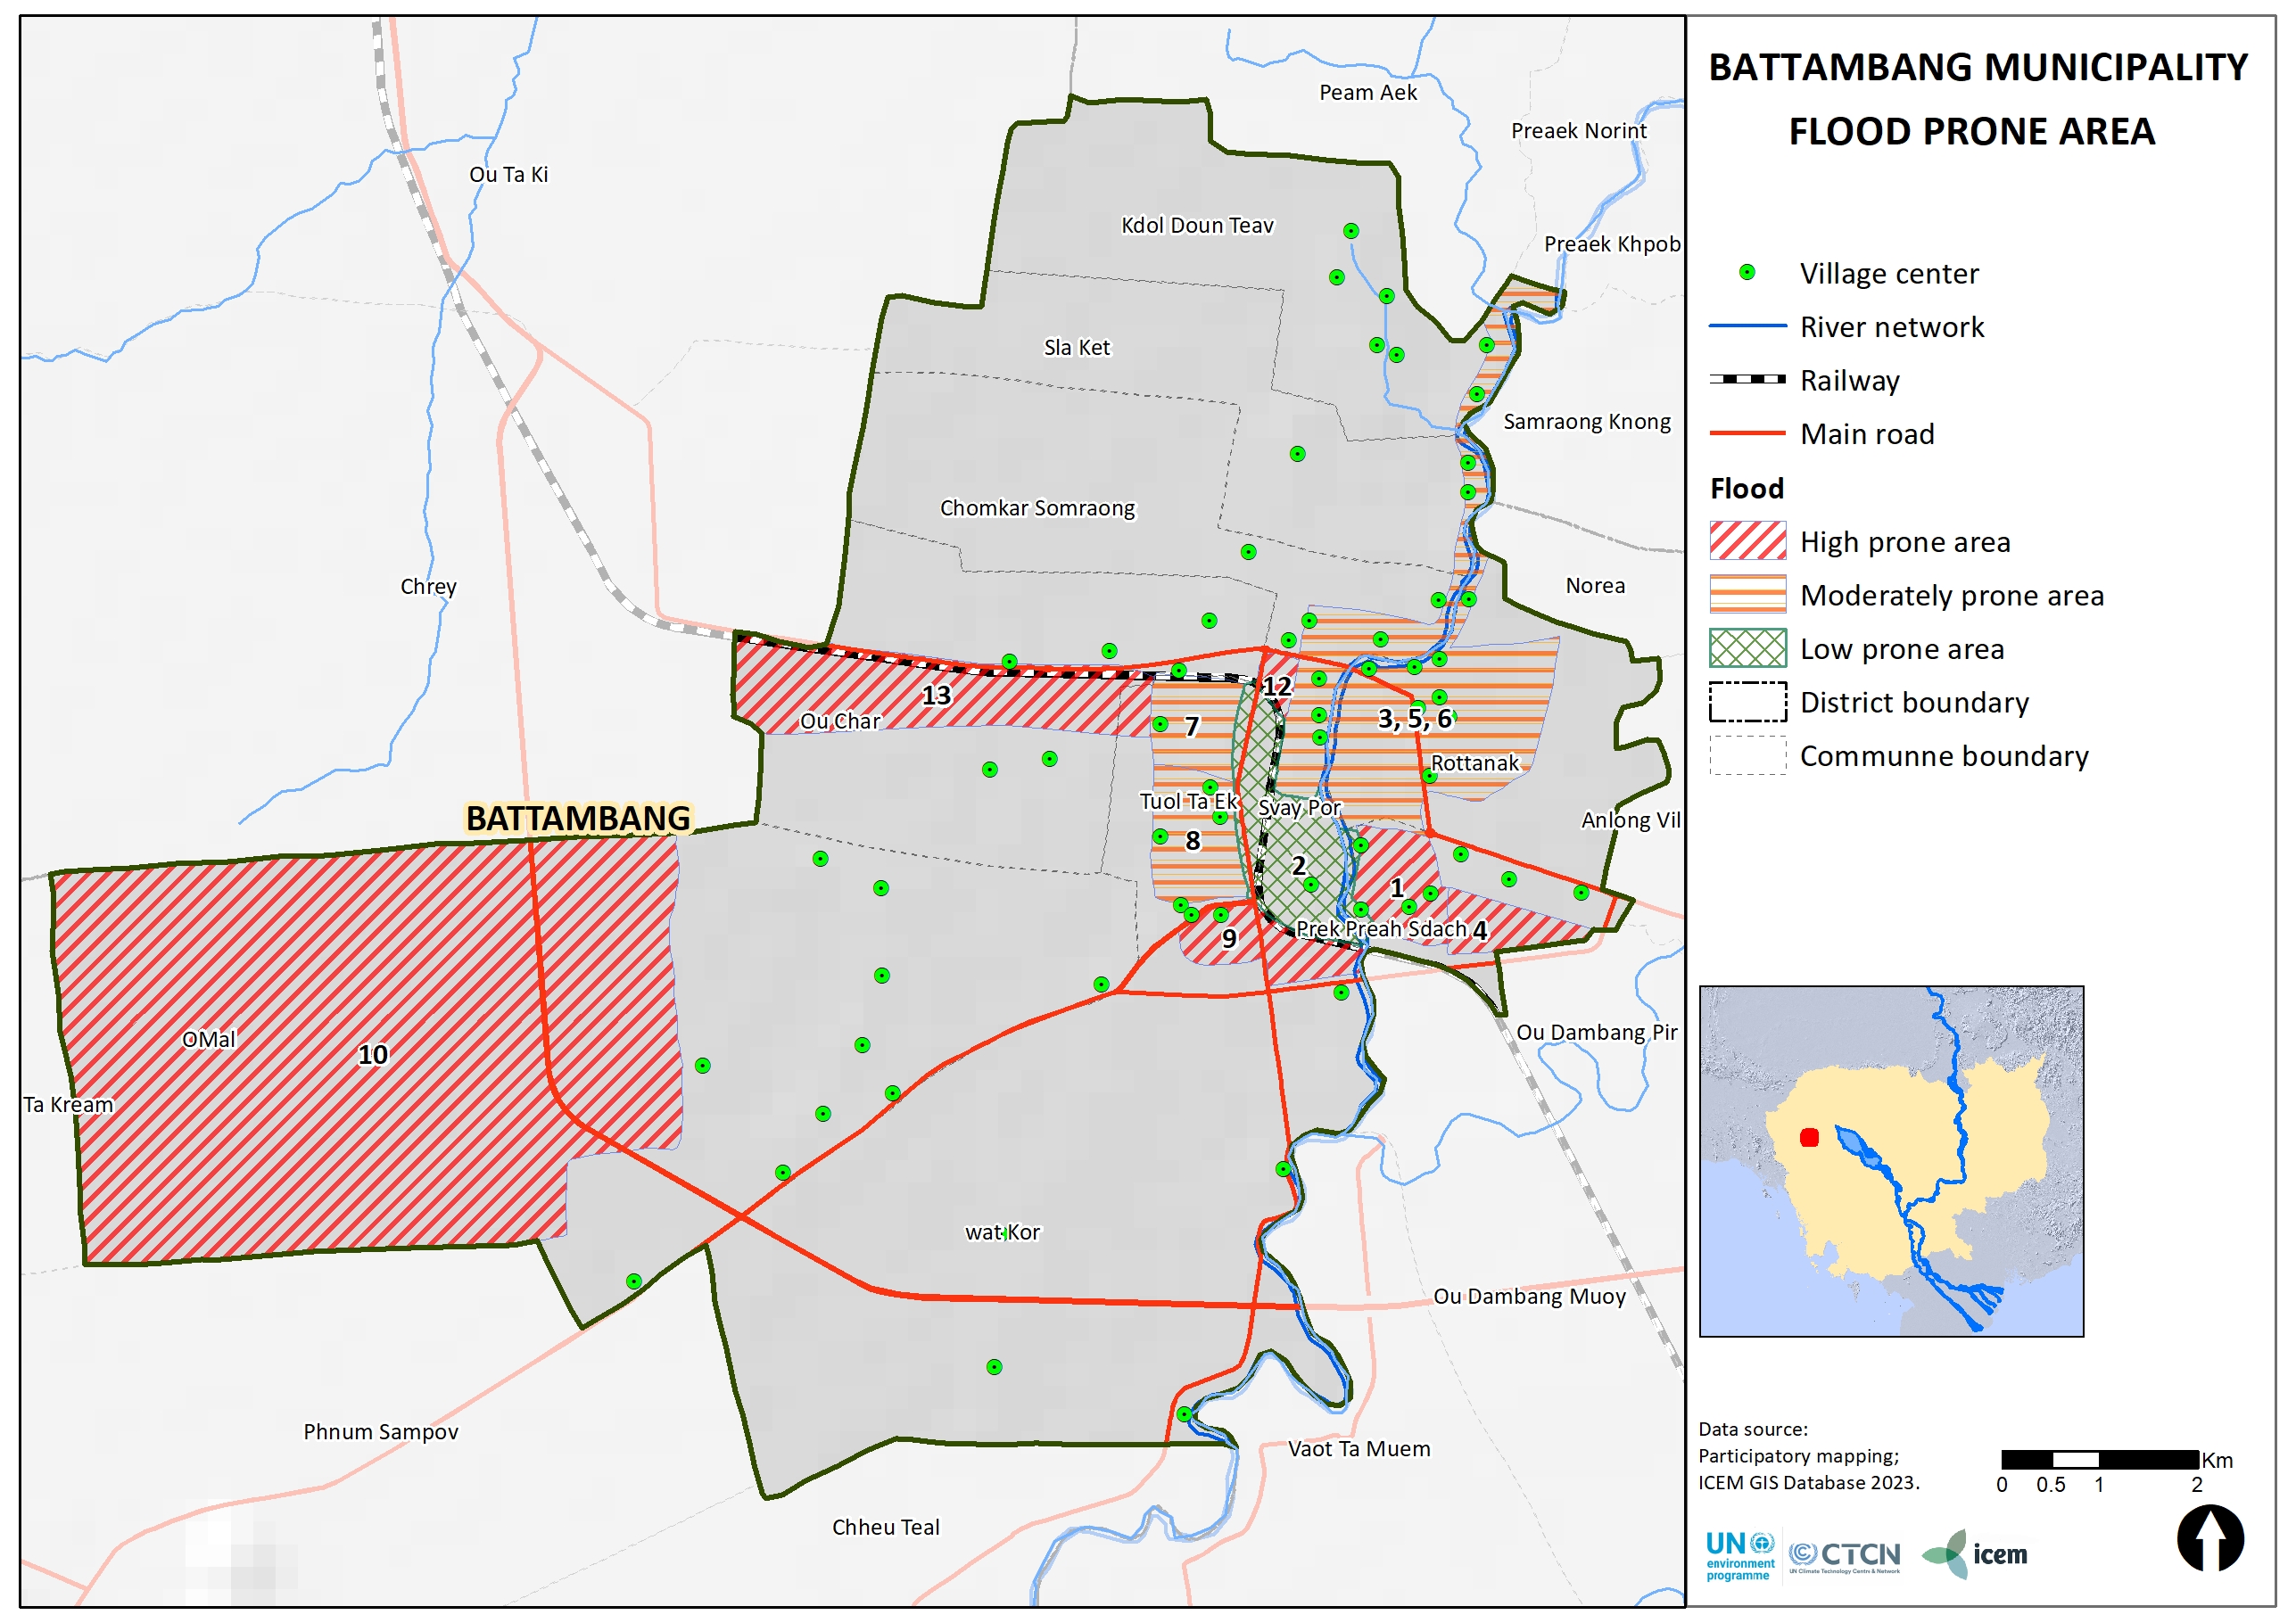 BATTAMBANG MUNICIPALITY
FLOOD PRONE AREA
Village center
River network
Railway
Main road
Flood
High prone area
Moderately prone area
Low prone area
District boundary
Communne boundary
Peam Aek
Preaek Norint
Ou Ta Ki
Kdol Doun Teav
Preaek Khpob
Sla Ket
Samraong Knong
Chomkar Somraong
Chrey
Norea
12
13
Ou Char
7
3, 5, 6
Rottanak
Tuol Ta Ek
Svay Por
BATTAMBANG
Anlong Vil
8
2
1
Prek Preah Sdach
4
9
OMal
10
Ou Dambang Pir
Ta Kream
wat Kor
Ou Dambang Muoy
Phnum Sampov
Vaot Ta Muem
Chheu Teal
Data source:
Participatory mapping;
ICEM GIS Database 2023.
Km
0 0.5 1 2
UN
environment
programme
CTCN
UN Climate Technology Centre & Network
icem